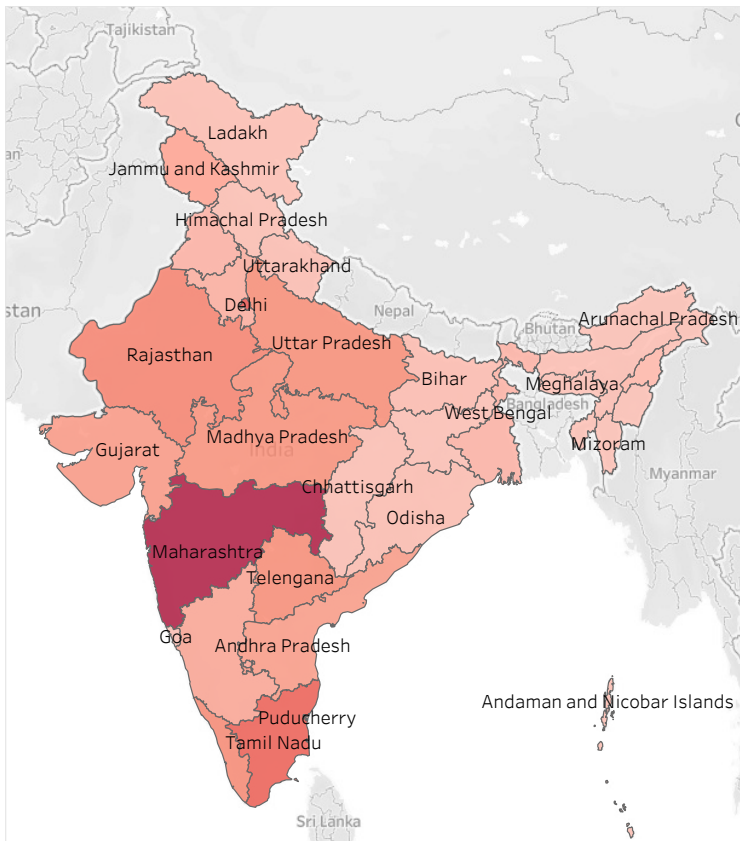 Tajikistan
Ladakh
Jammu and Kashmir
Himachal Pradesh
Uttarakhand
Delhi
Nepal
stan
Arunachal Pradesh
Bhutan
Uttar Pradesh
Rajasthan
Bihar
Meghalaya
Bangladesh
West Bengal
Madhya Pradesh
India
Gujarat
Mizoram
Myanmar
Chhattisgarh
Odisha
Maharashtra
Telengana
Goa
Andhra Pradesh
Andaman and Nicobar Islands
Puducherry
Tamil Nadu
Sri Lanka